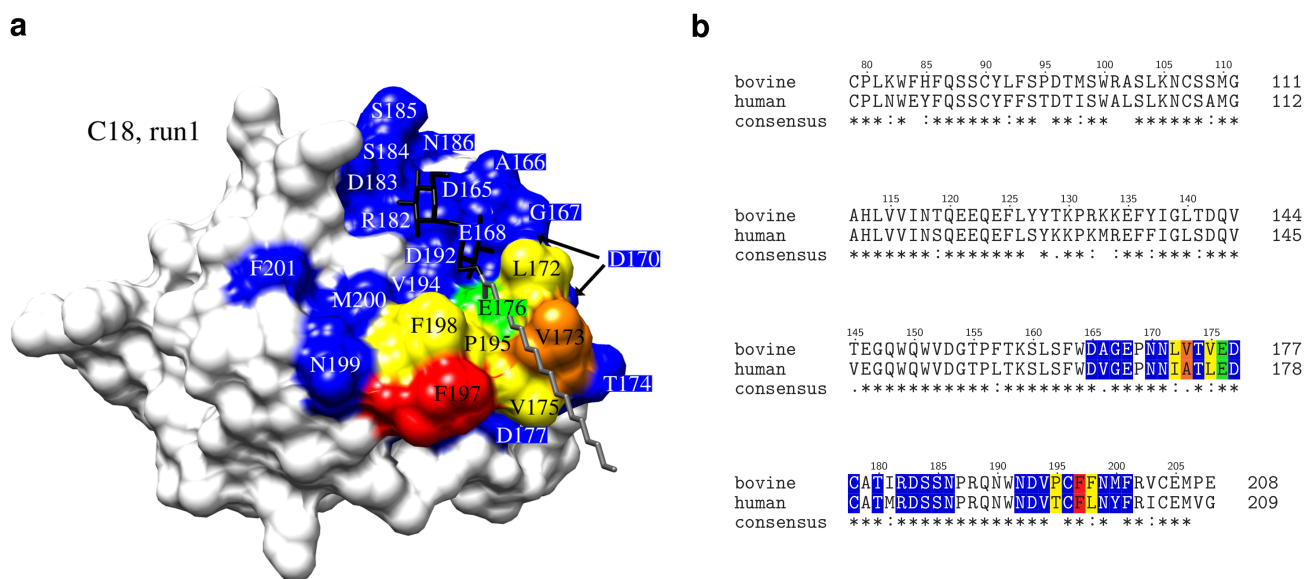 a
C18, run1
S185
S184
N186
A166
D183
D165
G167
R182
E168
D192
D170
L172
F201
V194
M200
E176
F198
V173
P195
N199
T174
F197
V175
D177
b
80 85 90 95 100 105 110
bovine CPLKWFHFQSSCYLFSPDTMSWRASLKNCSSMG 111
human CPLNWEYFQSSCYFFSTDTISWALSLKNCSAMG 112
consensus ***:* :******:** **:**  ******:**
115 120 125 130 135 140
bovine AHLVVINTQEEQEFLYYTKPRKKEFYIGLTDQV 144
human AHLVVINSQEEQEFLSYKKPKMREFFIGLSDQV 145
consensus *******:******* *.**: :**:***:***
145 150 155 160 165 170 175
bovine TEGQWQWVDGTPFTKSLSFWDAGEPNNLVTVED 177
human VEGQWQWVDGTPLTKSLSFWDVGEPNNIATLED 178
consensus .***********:********.*****:.*:**
180 185 190 195 200 205
bovine CATIRDSSNPRQNWNDVPCFFNMFRVCEMPE 208
human CATMRDSSNPRQNWNDVTCFLNYFRICEMVG 209
consensus ***:************* **:* **:***